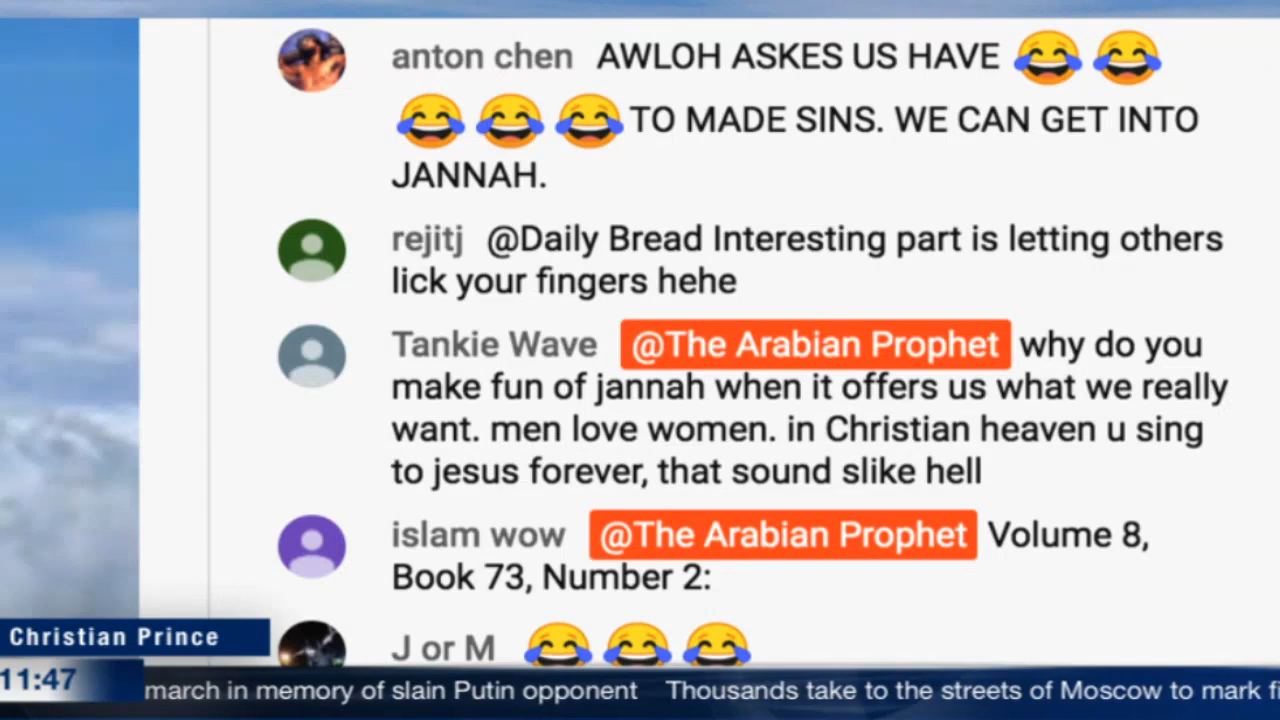 anton chen AWLOH ASKES US HAVE 😂 😂
😂 😂 😂 TO MADE SINS. WE CAN GET INTO
JANNAH.
rejitj @Daily Bread Interesting part is letting others
lick your fingers hehe
Tankie Wave @The Arabian Prophet why do you
make fun of jannah when it offers us what we really
want. men love women. in Christian heaven u sing
to jesus forever, that sound slike hell
islam wow @The Arabian Prophet Volume 8,
Book 73, Number 2:
J or M 😂 😂 😂
Christian Prince
11:47
march in memory of slain Putin opponent Thousands take to the streets of Moscow to mark fi